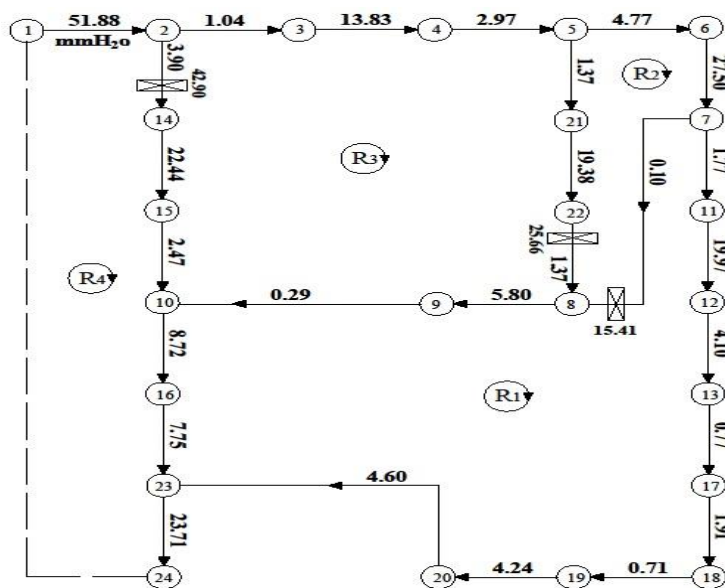 51.88 1.04 13.83 2.97 4.77
1 2 3 4 5 6
mmH₂o
3.90 42.90 1.37 R2 27.50
14 21 7
R3
22.44 19.38 0.10 1.77
15 22 11
2.47 25.66 1.37 19.97
R4
0.29 5.80
10 9 8 12
15.41
8.72 4.10
16 R1 13
7.75 0.77
4.60
23 17
23.71 1.91
4.24 0.71
24 20 19 18